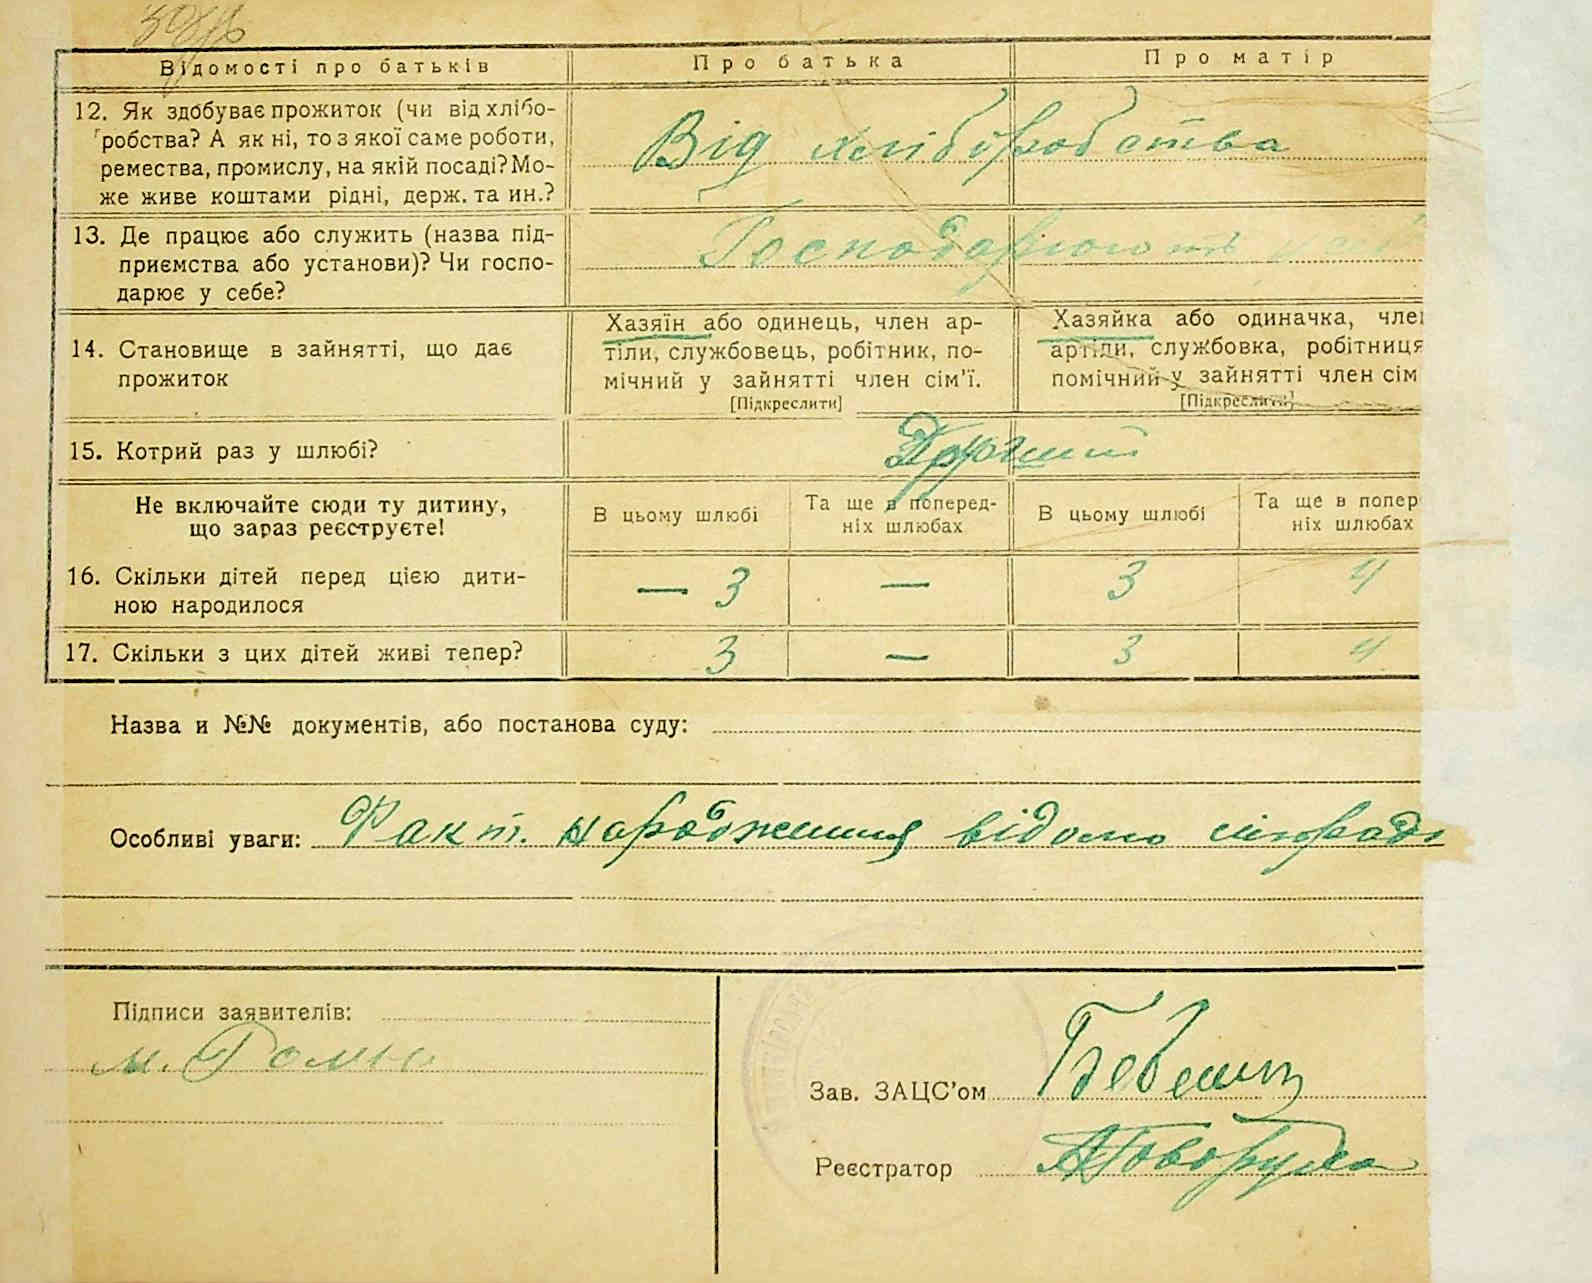 Відомості про батьків
Про батька
Про матір
12. Як здобуває прожиток (чи від хлібо-
робства? А як ні, то з якої саме роботи,
ремества, промислу, на якій посаді? Мо-
же живе коштами рідні, держ. та ин.?
Від хліборобства
13. Де працює або служить (назва під-
приємства або установи)? Чи госпо-
дарює у себе?
Господарюють у
14. Становище в зайнятті, що дає
прожиток
Хазяїн або одинець, член ар-
тіли, службовець, робітник, по-
мічний у зайнятті член сім'ї.
[Підкреслити]
Хазяйка або одиначка, член
артіли, службовка, робітниця
помічний у зайнятті член сім
[Підкреслити]
15. Котрий раз у шлюбі?
Другий
Не включайте сюди ту дитину,
що зараз реєструєте!
В цьому шлюбі
Та ще в поперед-
ніх шлюбах
В цьому шлюбі
Та ще в попер
ніх шлюбах
16. Скільки дітей перед цією дити-
ною народилося
— 3 — 3 4
17. Скільки з цих дітей живі тепер?
3 — 3 4
Назва и №№ документів, або постанова суду:
Особливі уваги: Факт. народження відомо сільраді
Підписи заявителів:
Зав. ЗАЦС'ом
Реєстратор